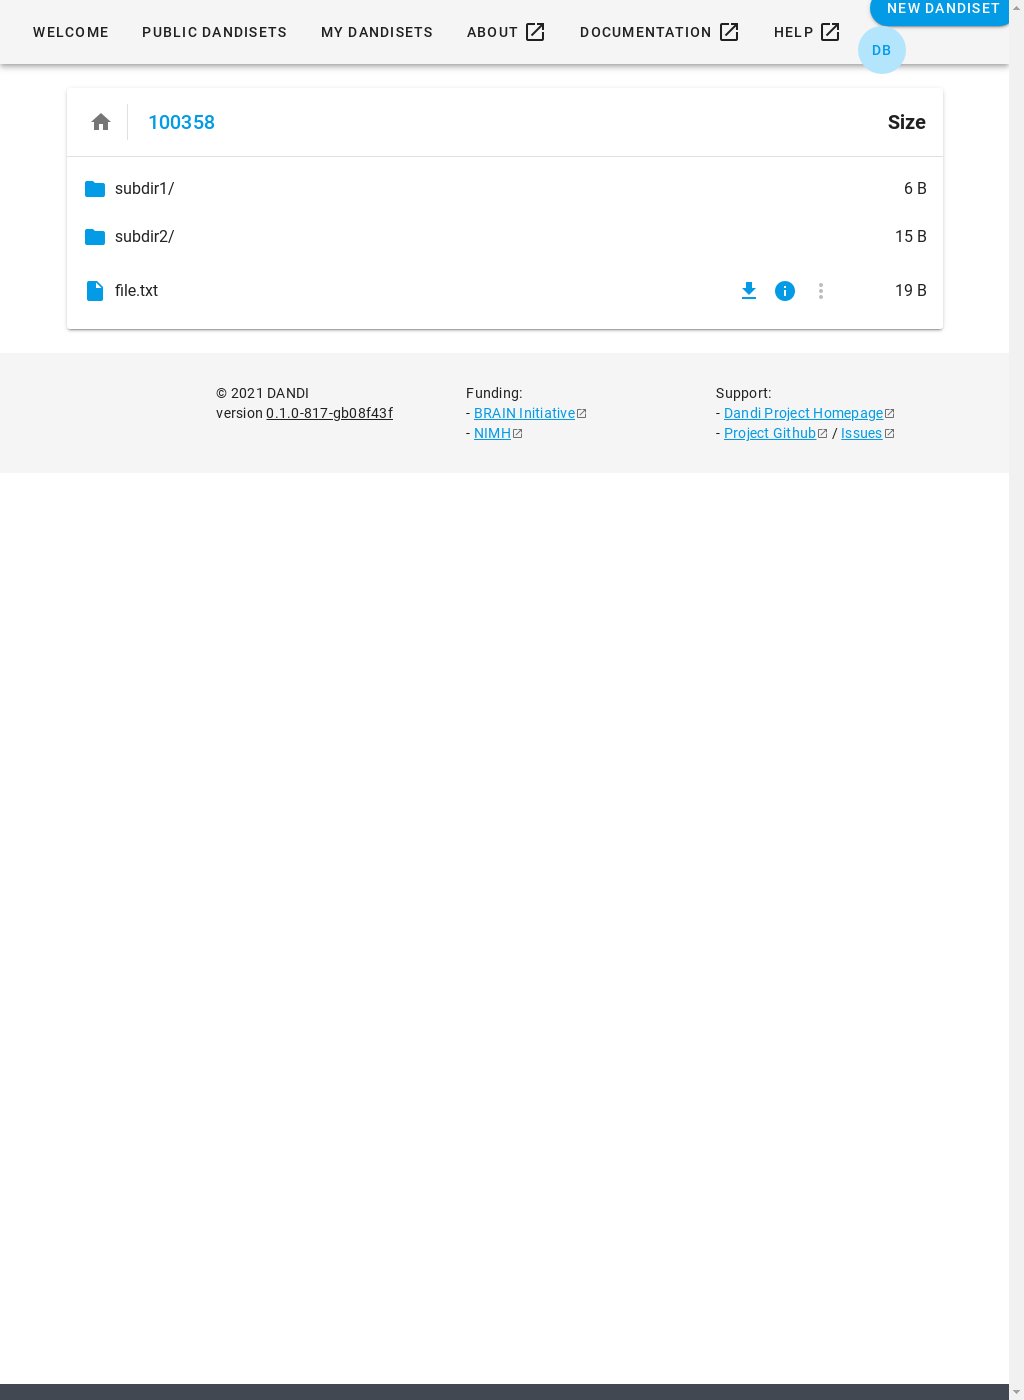 WELCOME PUBLIC DANDISETS MY DANDISETS ABOUT DOCUMENTATION HELP NEW DANDISET
DB
100358 Size
subdir1/ 6 B
subdir2/ 15 B
file.txt 19 B
© 2021 DANDI
version 0.1.0-817-gb08f43f
Funding:
- BRAIN Initiative
- NIMH
Support:
- Dandi Project Homepage
- Project Github / Issues